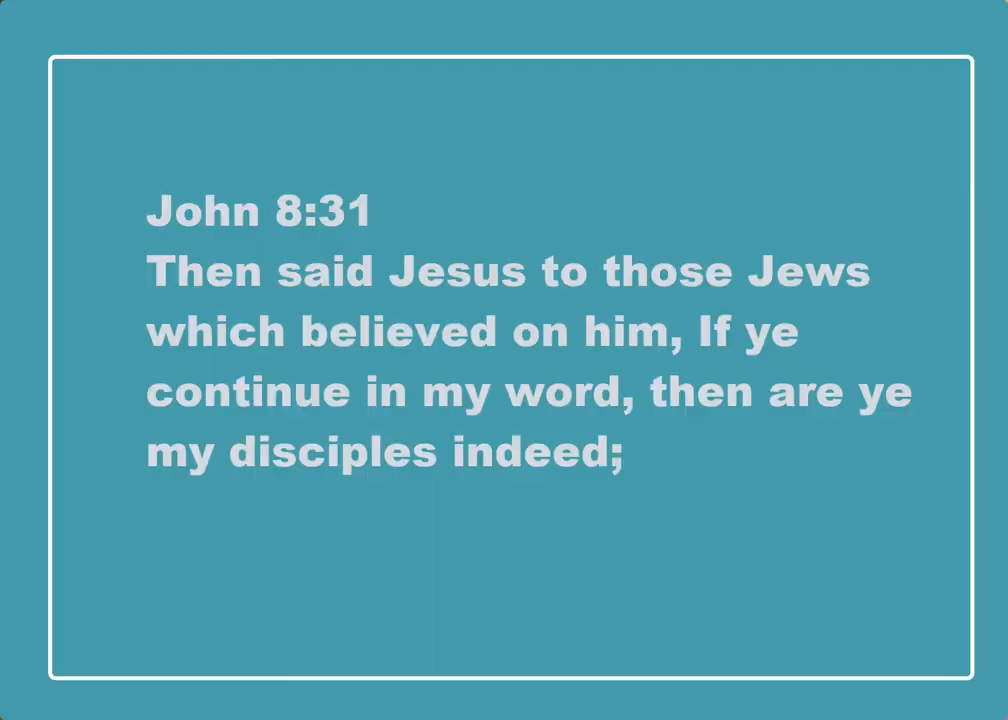 John 8:31
Then said Jesus to those Jews
which believed on him, If ye
continue in my word, then are ye
my disciples indeed;